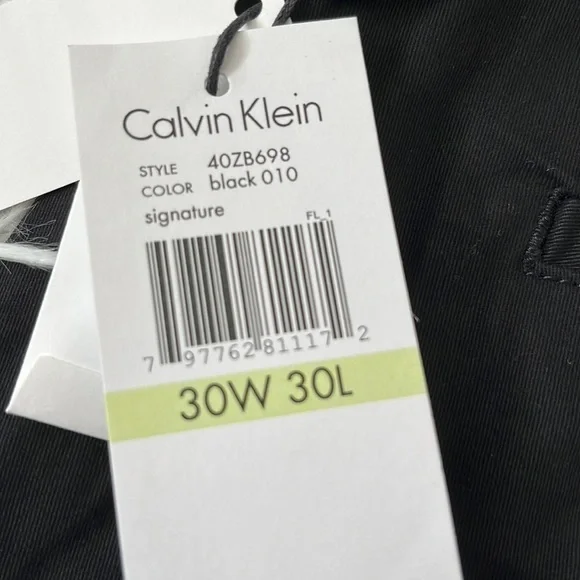 Calvin Klein
STYLE 40ZB698
COLOR black 010
signature
FL_1
7 97762 81117 2
30W 30L